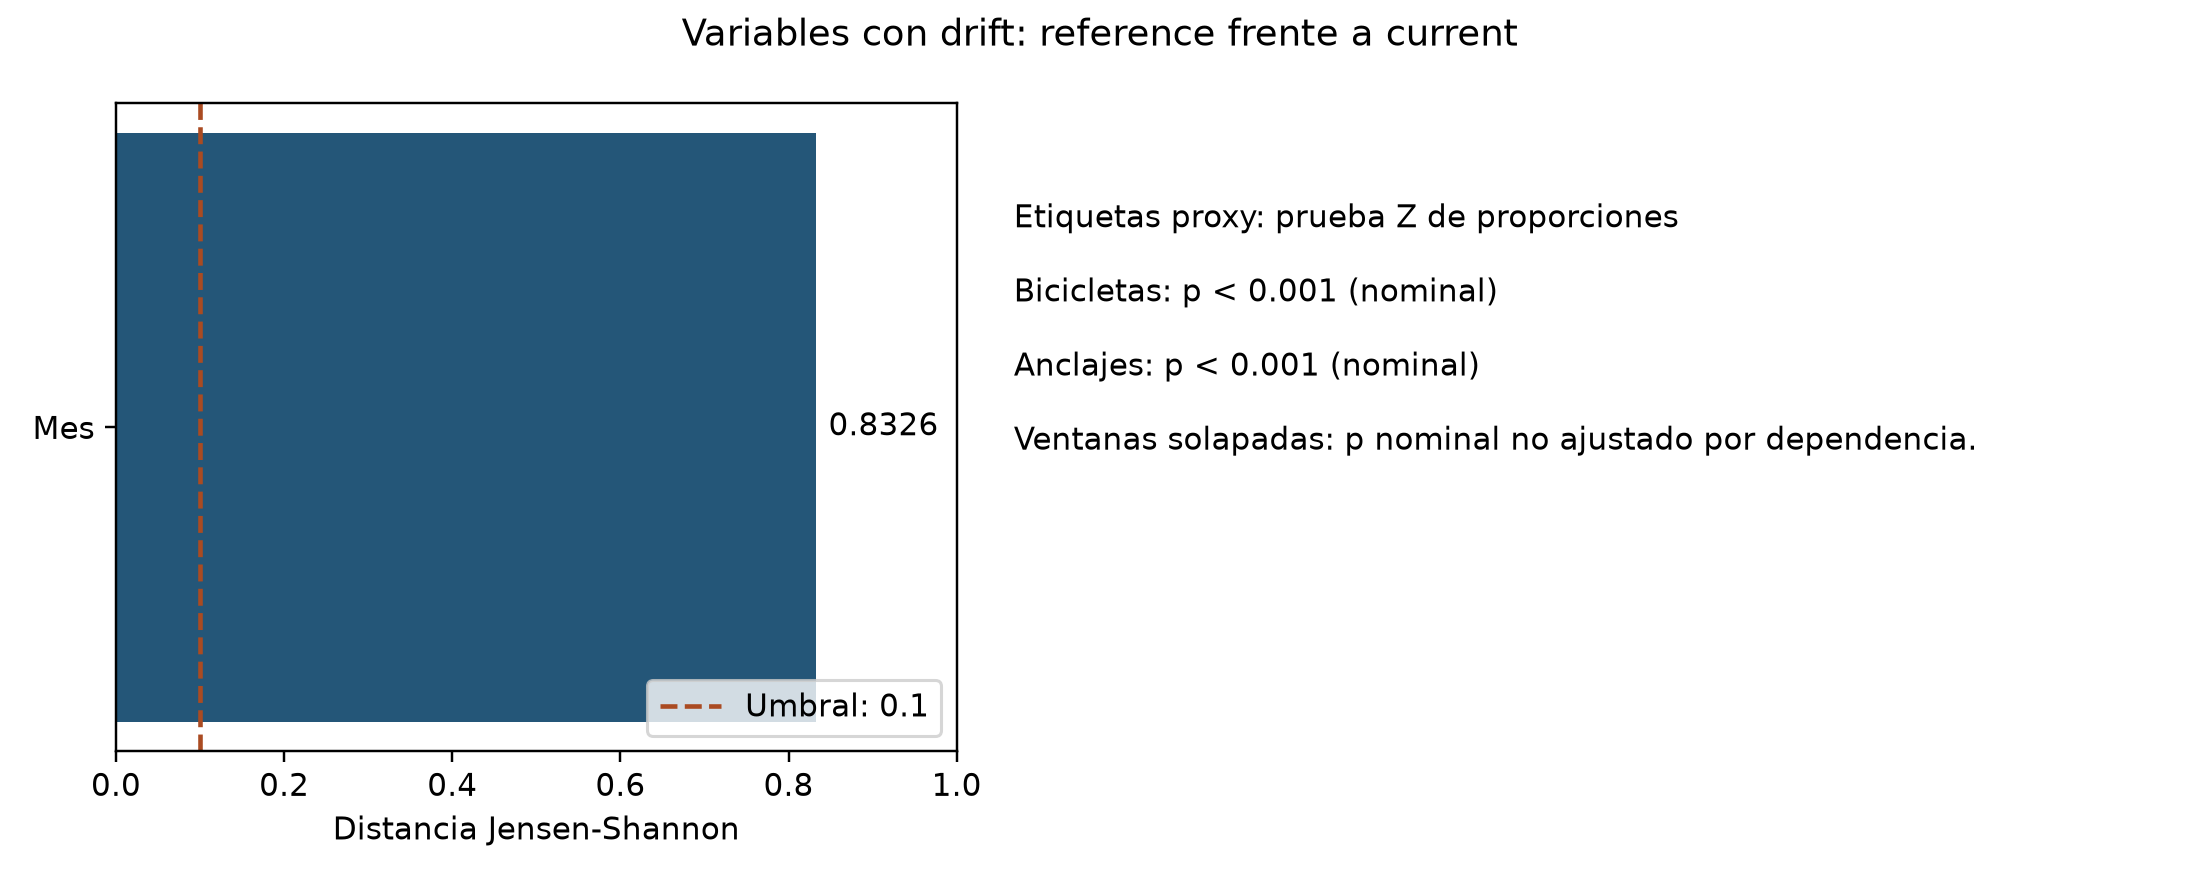 Variables con drift: reference frente a current
Mes
0.8326
Umbral: 0.1
0.0 0.2 0.4 0.6 0.8 1.0
Distancia Jensen-Shannon
Etiquetas proxy: prueba Z de proporciones
Bicicletas: p < 0.001 (nominal)
Anclajes: p < 0.001 (nominal)
Ventanas solapadas: p nominal no ajustado por dependencia.